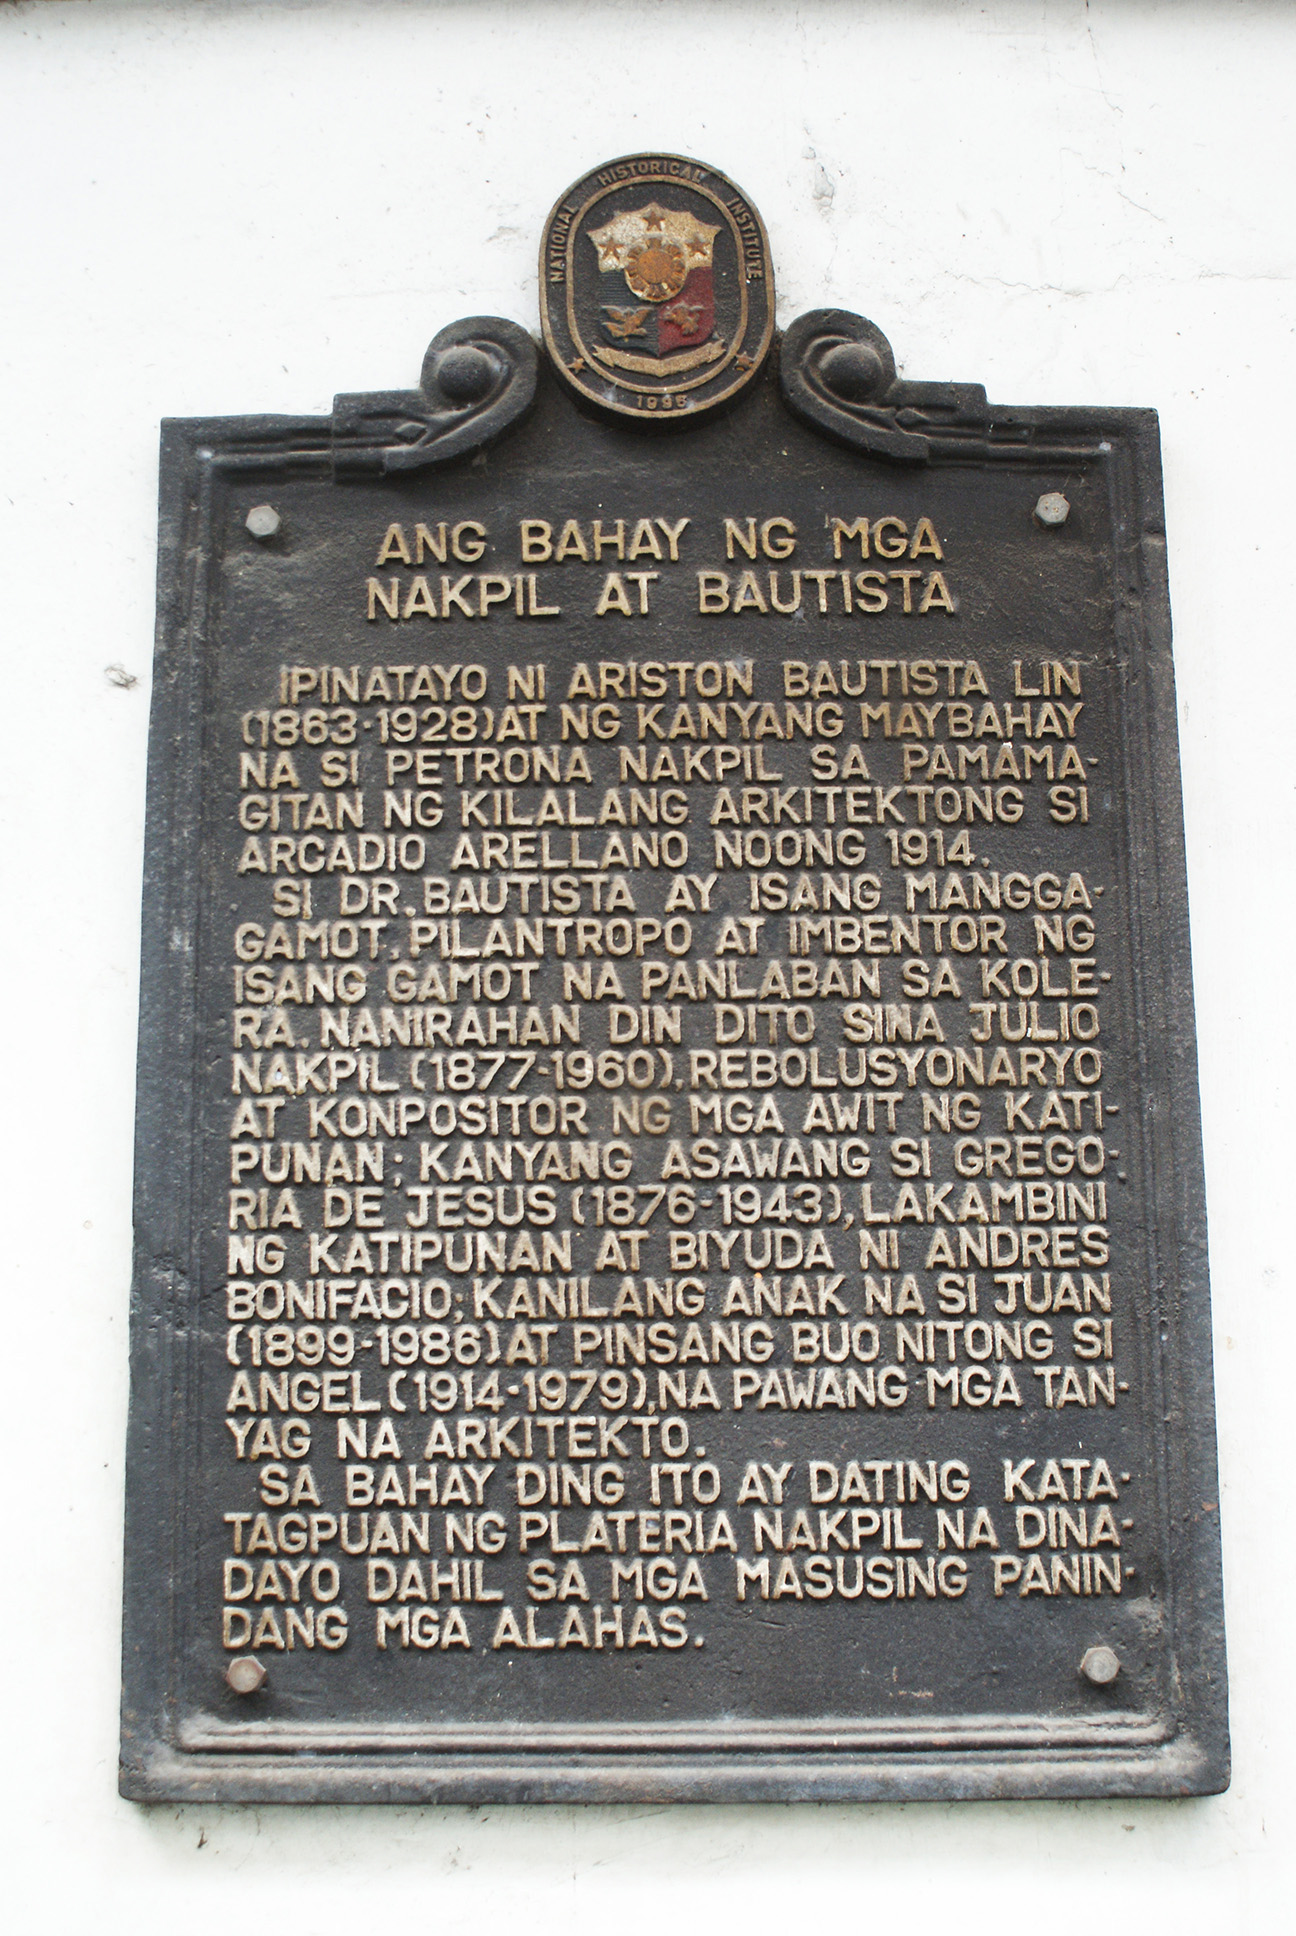 NATIONAL HISTORICAL INSTITUTE
1996
ANG BAHAY NG MGA
NAKPIL AT BAUTISTA
IPINATAYO NI ARISTON BAUTISTA LIN
(1863-1928) AT NG KANYANG MAYBAHAY
NA SI PETRONA NAKPIL SA PAMAMA-
GITAN NG KILALANG ARKITEKTONG SI
ARCADIO ARELLANO NOONG 1914.
SI DR. BAUTISTA AY ISANG MANGGA-
GAMOT, PILANTROPO AT IMBENTOR NG
ISANG GAMOT NA PANLABAN SA KOLE-
RA. NANIRAHAN DIN DITO SINA JULIO
NAKPIL (1877-1960), REBOLUSYONARYO
AT KONPOSITOR NG MGA AWIT NG KATI-
PUNAN; KANYANG ASAWANG SI GREGO-
RIA DE JESUS (1876-1943), LAKAMBINI
NG KATIPUNAN AT BIYUDA NI ANDRES
BONIFACIO; KANILANG ANAK NA SI JUAN
(1899-1986) AT PINSANG BUO NITONG SI
ANGEL (1914-1979), NA PAWANG MGA TAN-
YAG NA ARKITEKTO.
SA BAHAY DING ITO AY DATING KATA-
TAGPUAN NG PLATERIA NAKPIL NA DINA-
DAYO DAHIL SA MGA MASUSING PANIN-
DANG MGA ALAHAS.